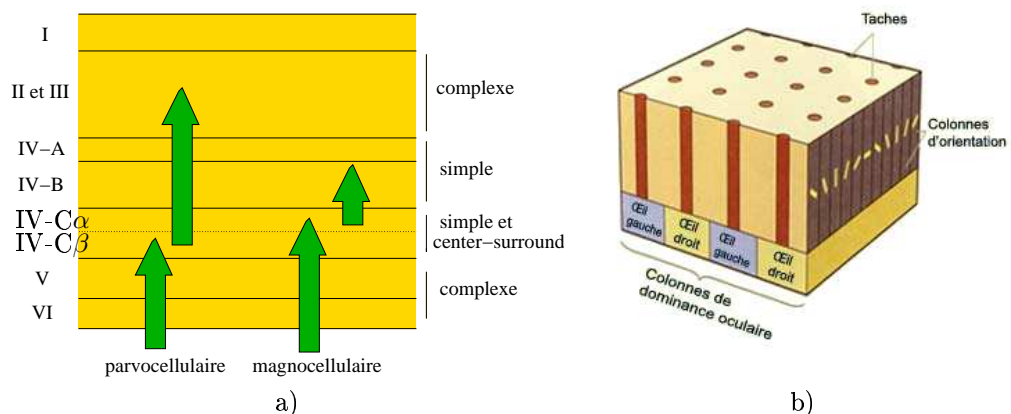 I
II et III
IV–A
IV–B
IV-Cα
IV-Cβ
V
VI
complexe
simple
simple et
center–surround
complexe
parvocellulaire
magnocellulaire
a)
Taches
Colonnes
d'orientation
Œil
gauche
Œil
droit
Œil
gauche
Œil
droit
Colonnes de
dominance oculaire
b)